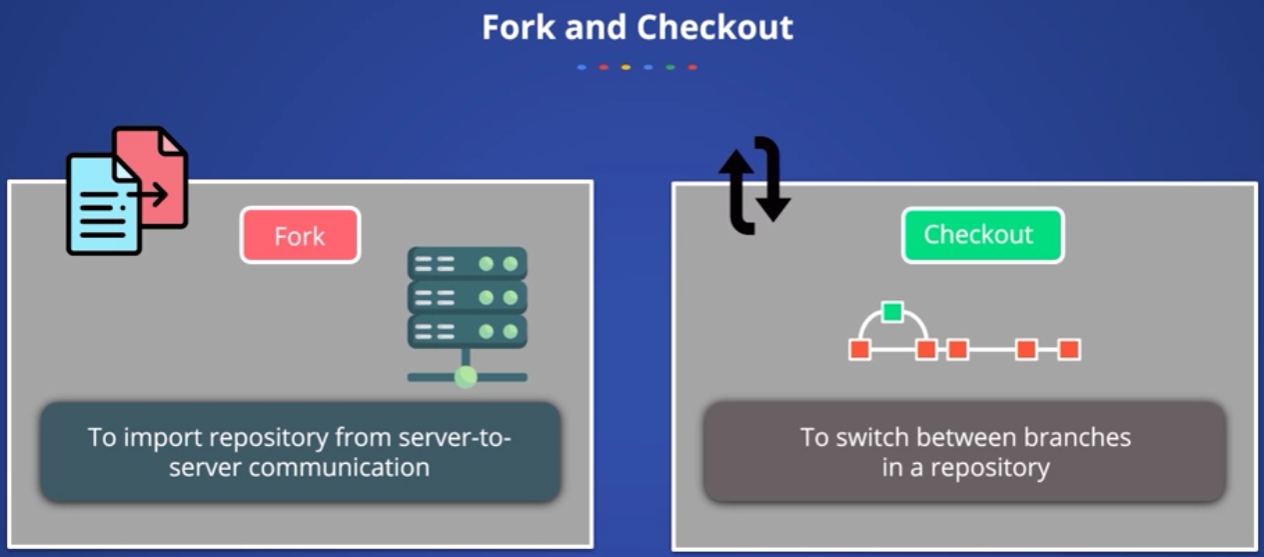 Fork and Checkout
Fork
To import repository from server-to-
server communication
Checkout
To switch between branches
in a repository